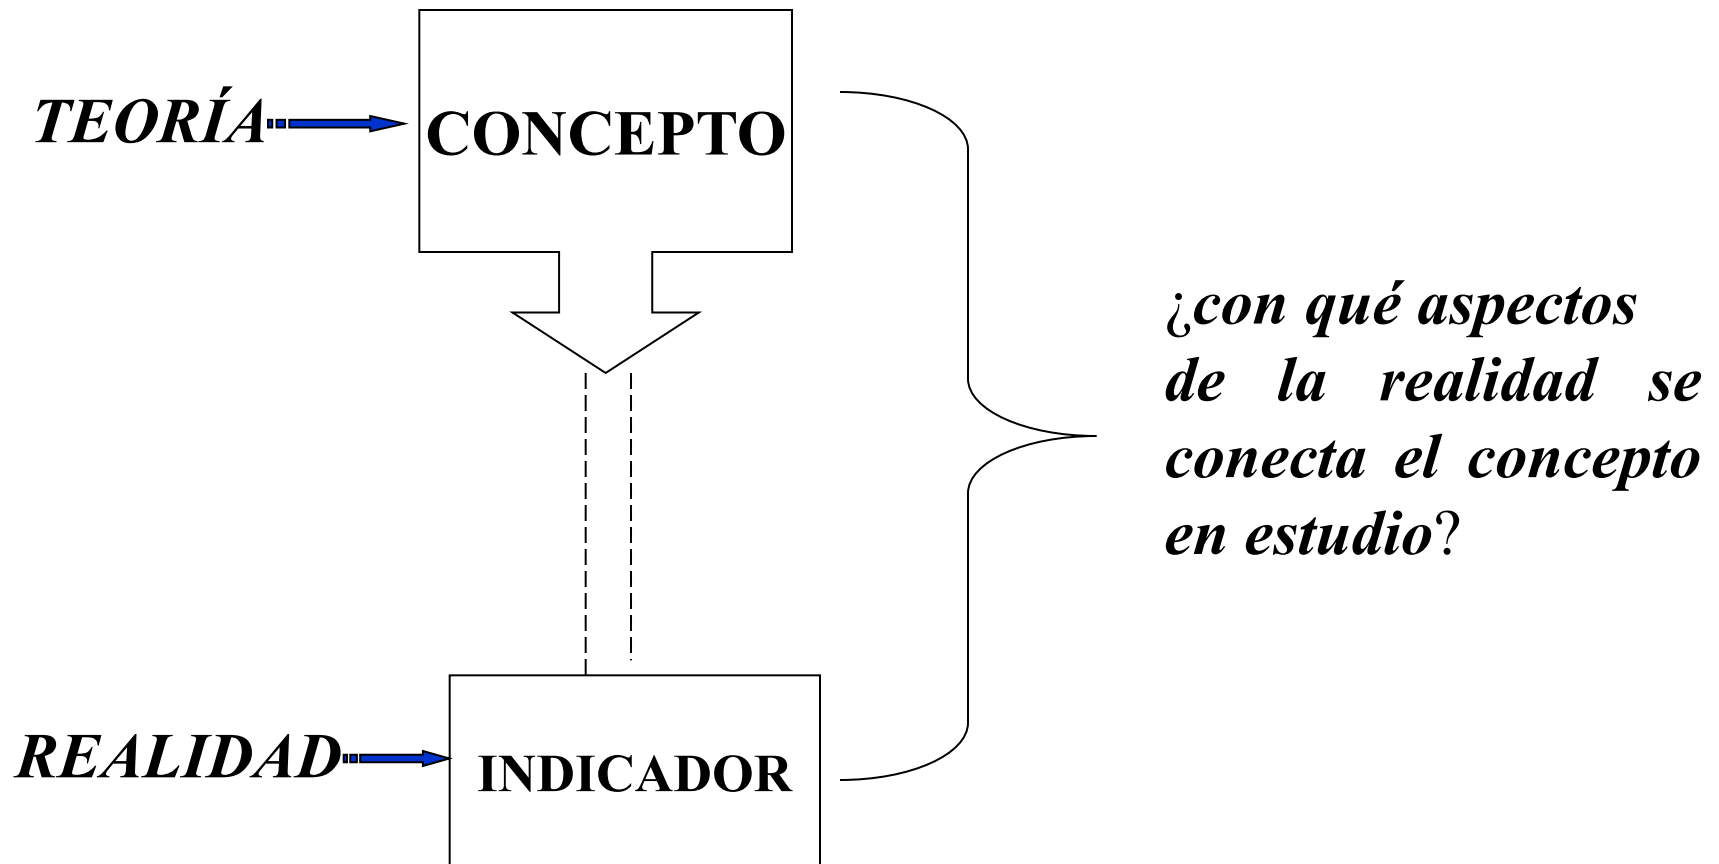 TEORÍA
CONCEPTO
¿con qué aspectos
de la realidad se
conecta el concepto
en estudio?
REALIDAD
INDICADOR